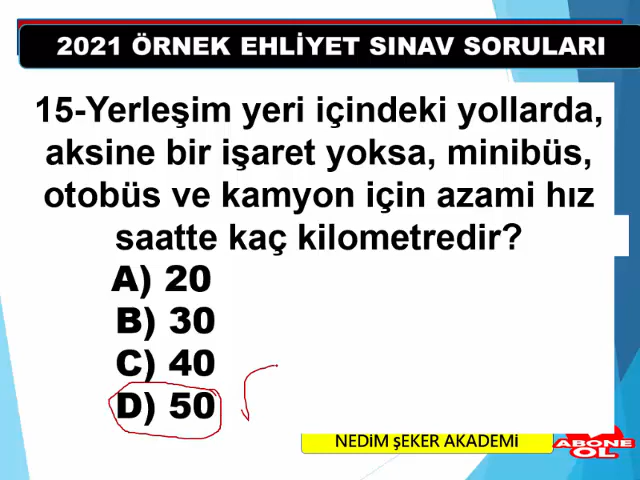 2021 ÖRNEK EHLİYET SINAV SORULARI
15-Yerleşim yeri içindeki yollarda,
aksine bir işaret yoksa, minibüs,
otobüs ve kamyon için azami hız
saatte kaç kilometredir?
A) 20
B) 30
C) 40
D) 50
NEDİM ŞEKER AKADEMİ
ABONE
OL